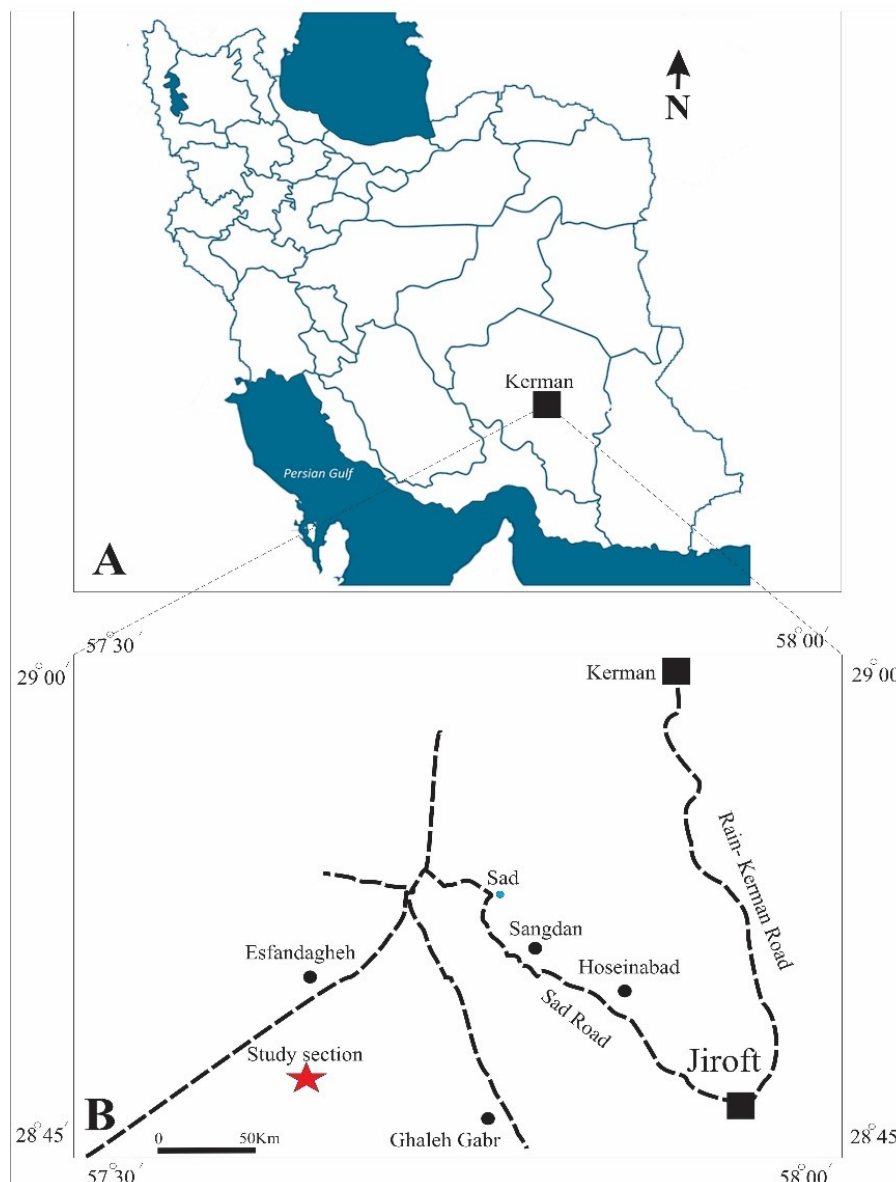 N
Kerman
Persian Gulf
A
57°30′
58°00′
29°00′
29°00
Kerman
Rain- Kerman Road
Sad
Sangdan
Esfandagheh
Hoseinabad
Sad Road
Study section
Jiroft
B
0 50Km
Ghaleh Gabr
28°45′
28°45′
57°30′
58°00′